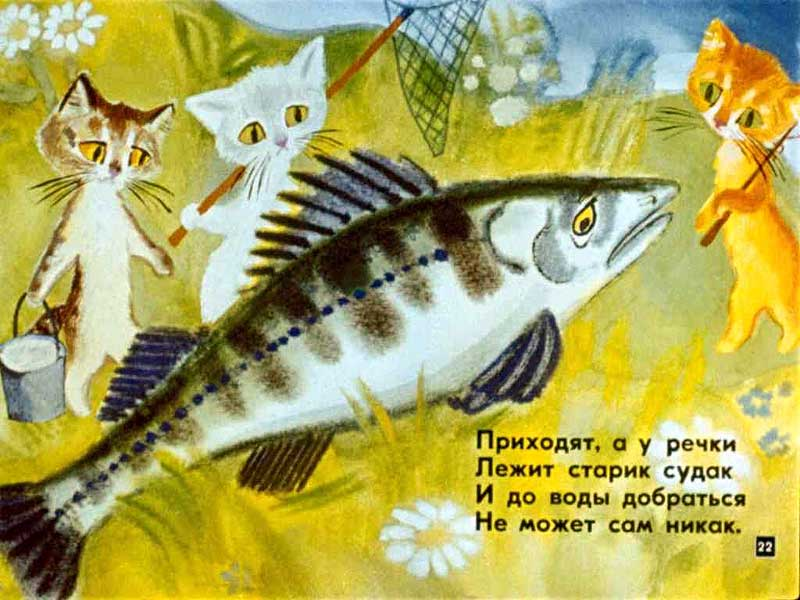 Приходят, а у речки
Лежит старик судак
И до воды добраться
Не может сам никак.
22